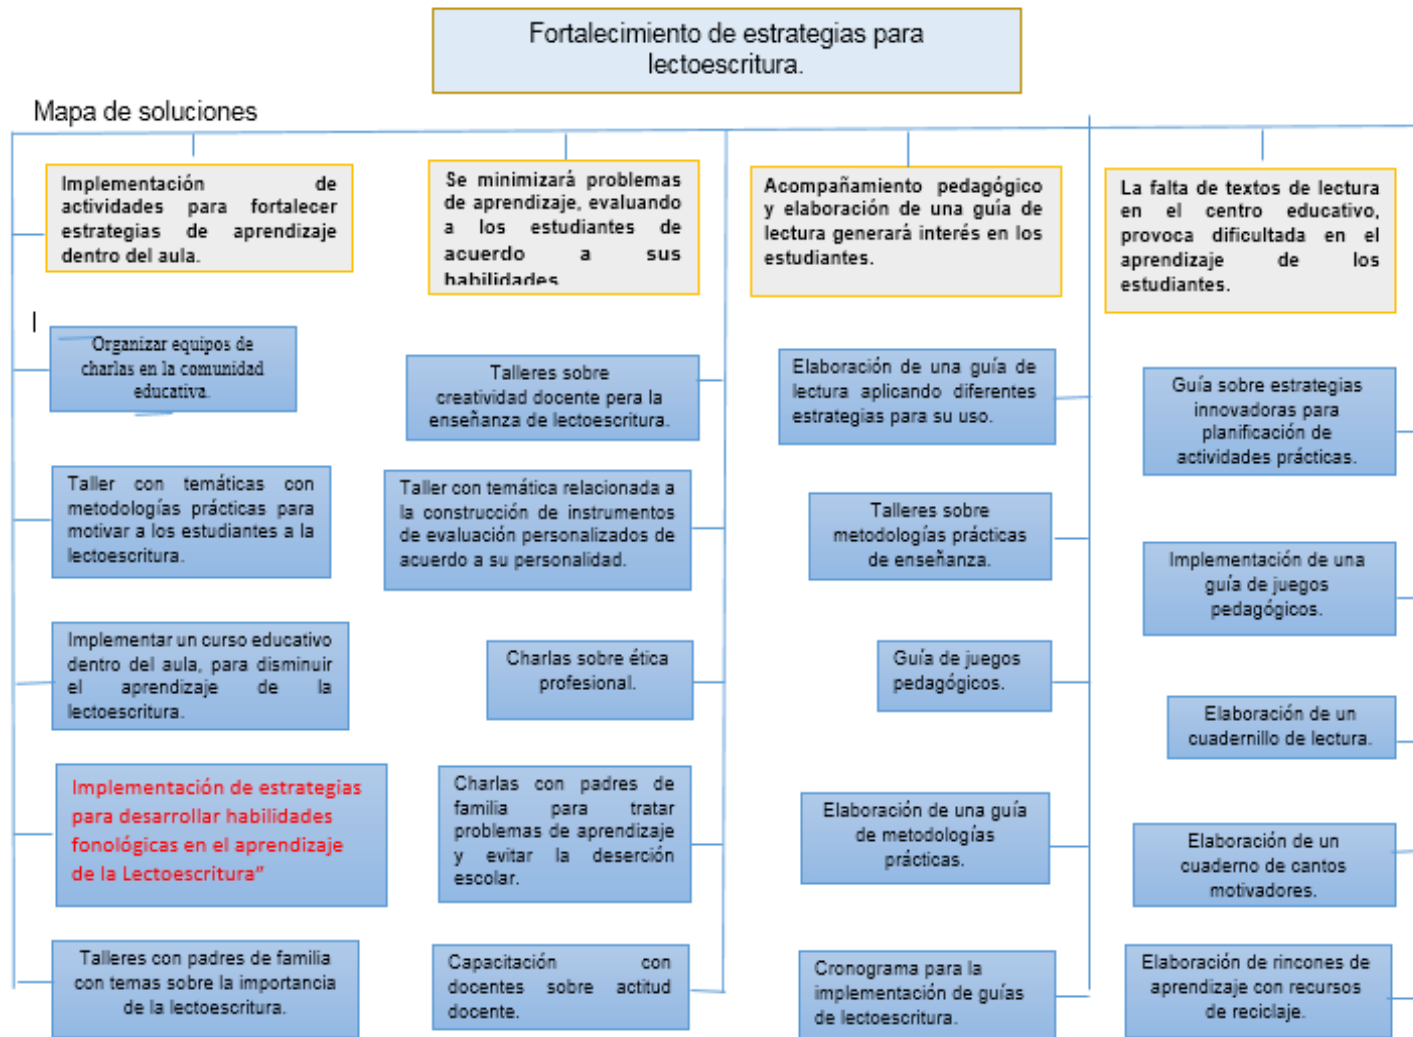 Fortalecimiento de estrategias para
lectoescritura.
Mapa de soluciones
Implementación de
actividades para fortalecer
estrategias de aprendizaje
dentro del aula.
Organizar equipos de
charlas en la comunidad
educativa.
Taller con temáticas con
metodologías prácticas para
motivar a los estudiantes a la
lectoescritura.
Implementar un curso educativo
dentro del aula, para disminuir
el aprendizaje de la
lectoescritura.
Implementación de estrategias
para desarrollar habilidades
fonológicas en el aprendizaje
de la Lectoescritura”
Talleres con padres de familia
con temas sobre la importancia
de la lectoescritura.
Se minimizará problemas
de aprendizaje, evaluando
a los estudiantes de
acuerdo a sus
habilidades.
Talleres sobre
creatividad docente pera la
enseñanza de lectoescritura.
Taller con temática relacionada a
la construcción de instrumentos
de evaluación personalizados de
acuerdo a su personalidad.
Charlas sobre ética
profesional.
Charlas con padres de
familia para tratar
problemas de aprendizaje
y evitar la deserción
escolar.
Capacitación con
docentes sobre actitud
docente.
Acompañamiento pedagógico
y elaboración de una guía de
lectura generará interés en los
estudiantes.
Elaboración de una guía de
lectura aplicando diferentes
estrategias para su uso.
Talleres sobre
metodologías prácticas
de enseñanza.
Guía de juegos
pedagógicos.
Elaboración de una guía
de metodologías
prácticas.
Cronograma para la
implementación de guías
de lectoescritura.
La falta de textos de lectura
en el centro educativo,
provoca dificultada en el
aprendizaje de los
estudiantes.
Guía sobre estrategias
innovadoras para
planificación de
actividades prácticas.
Implementación de una
guía de juegos
pedagógicos.
Elaboración de un
cuadernillo de lectura.
Elaboración de un
cuaderno de cantos
motivadores.
Elaboración de rincones de
aprendizaje con recursos
de reciclaje.